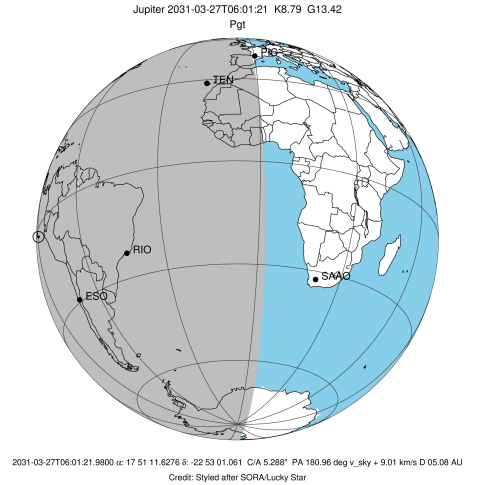 Jupiter 2031-03-27T06:01:21 K8.79 G13.42
Pgt
PIC
TEN
RIO
SAAO
ESO
2031-03-27T06:01:21.9800 α: 17 51 11.6276 δ: -22 53 01.061 C/A 5.288" PA 180.96 deg v_sky + 9.01 km/s D 05.08 AU
Credit: Styled after SORA/Lucky Star